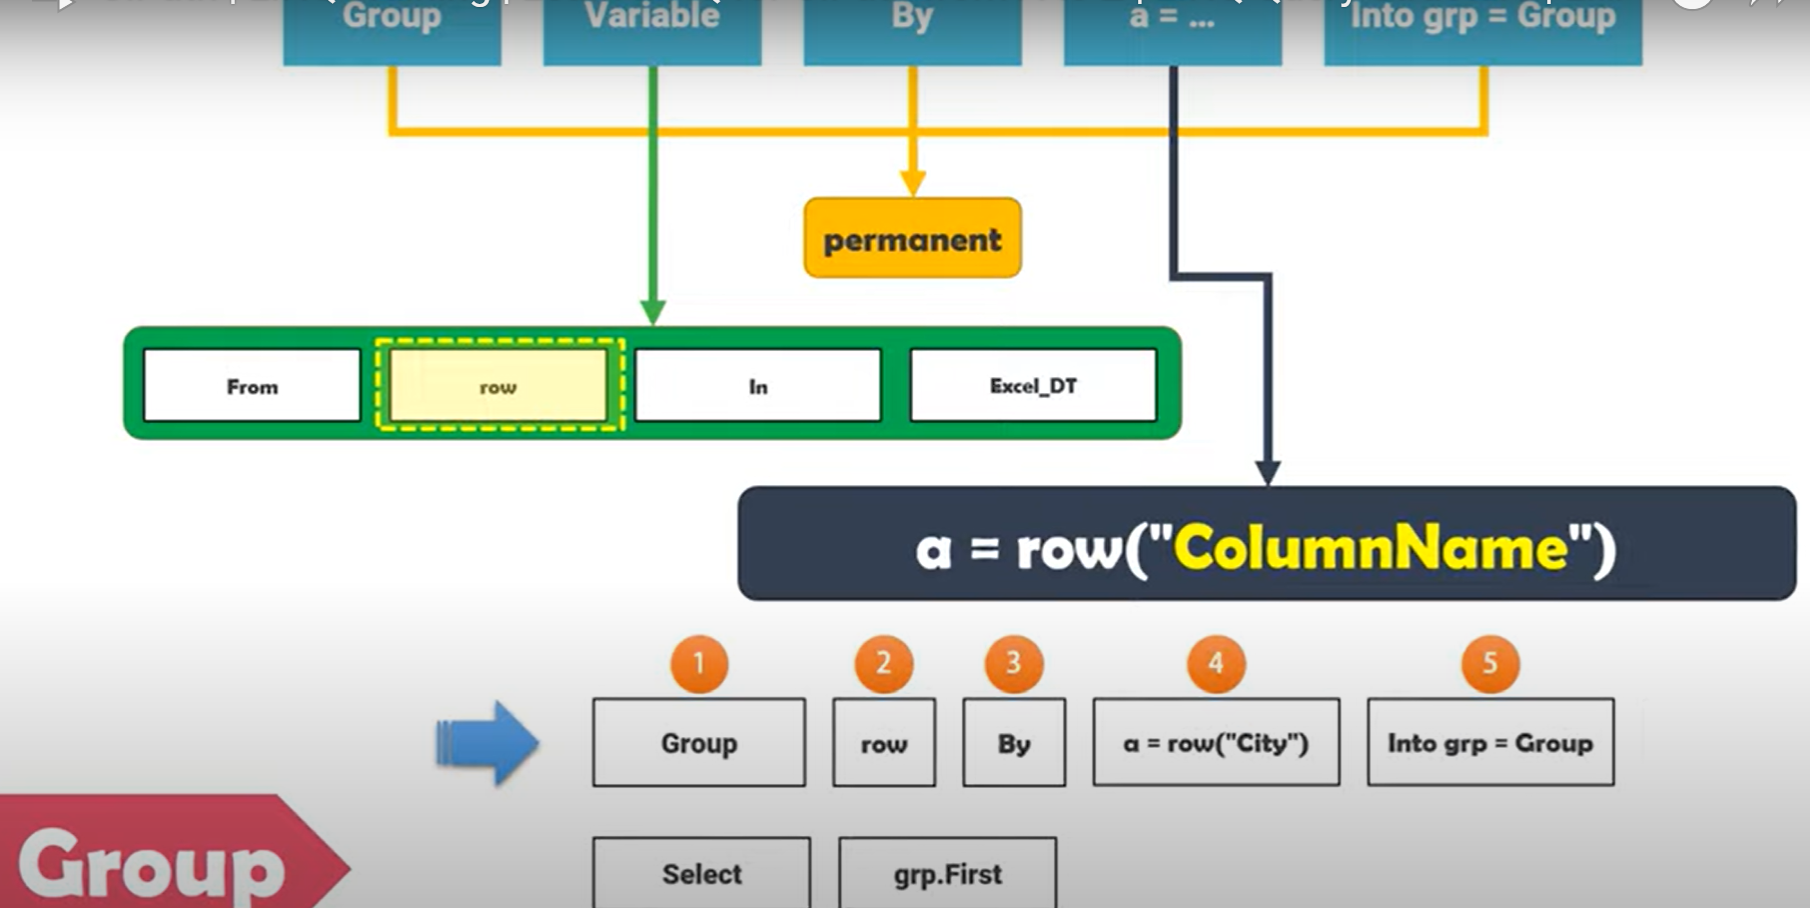 Group Variable By a = ... Into grp = Group
permanent
From row In Excel_DT
a = row("ColumnName")
1 2 3 4 5
Group row By a = row("City") Into grp = Group
Group
Select grp.First